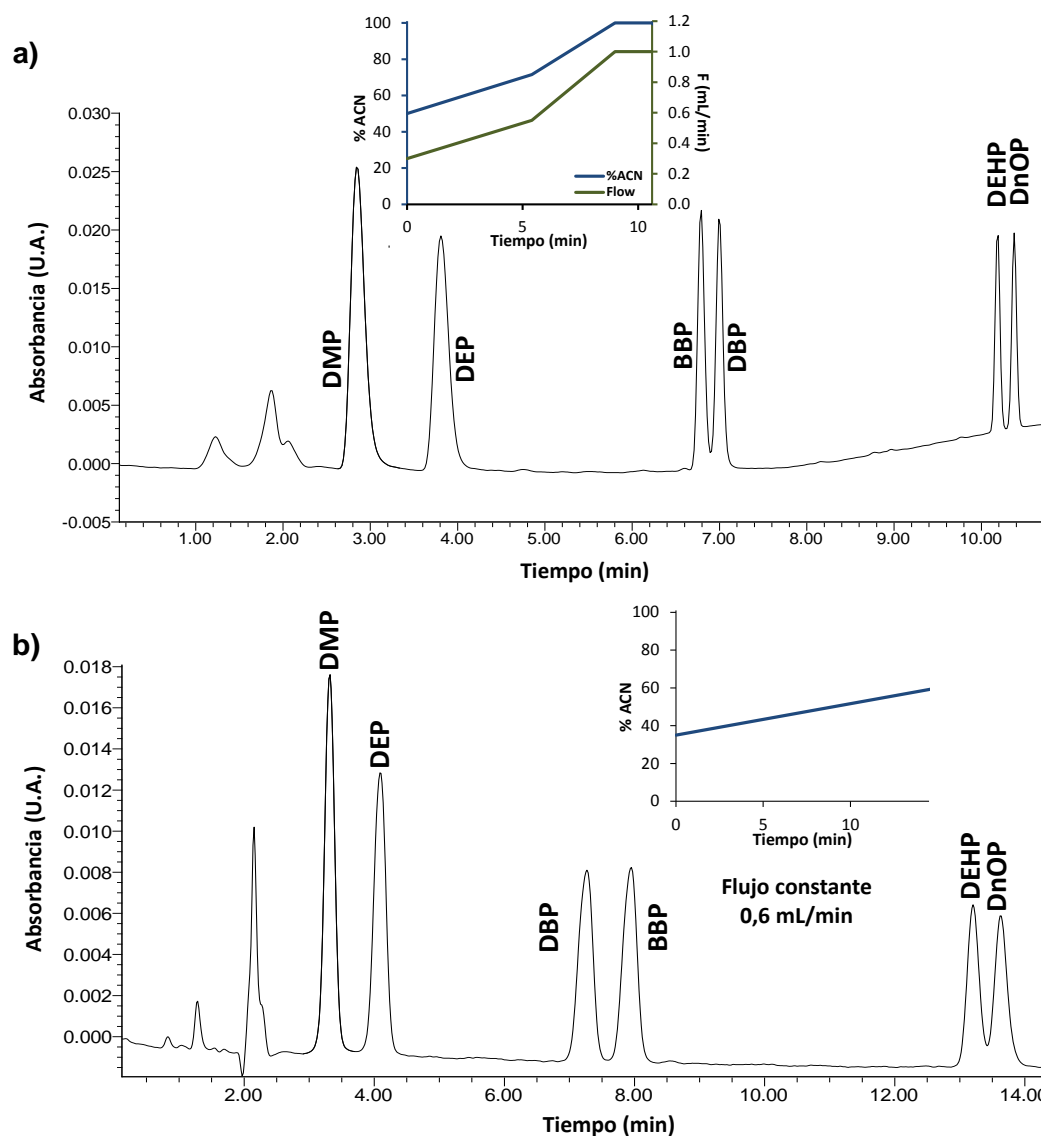 a)
100
80
60
40
20
0
% ACN
1.2
1.0
0.8
0.6
0.4
0.2
0.0
F (mL/min)
%ACN
Flow
0
5
10
Tiempo (min)
0.030
0.025
0.020
0.015
0.010
0.005
0.000
-0.005
Absorbancia (U.A.)
DMP
DEP
BBP
DBP
DEHP
DnOP
1.00
2.00
3.00
4.00
5.00
6.00
7.00
8.00
9.00
10.00
Tiempo (min)
b)
0.018
0.016
0.014
0.012
0.010
0.008
0.006
0.004
0.002
0.000
Absorbancia (U.A.)
DMP
DEP
DBP
BBP
DEHP
DnOP
100
80
60
40
20
0
% ACN
0
5
10
Tiempo (min)
Flujo constante
0,6 mL/min
2.00
4.00
6.00
8.00
10.00
12.00
14.00
Tiempo (min)